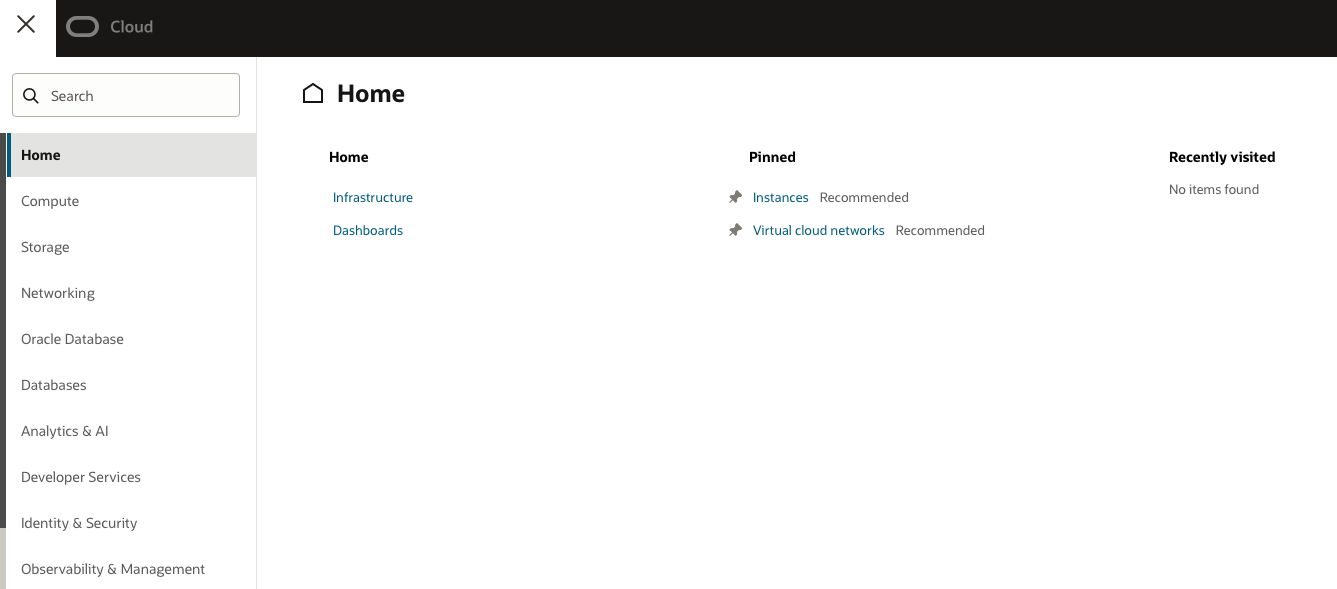 Cloud
Search
Home
Compute
Storage
Networking
Oracle Database
Databases
Analytics & AI
Developer Services
Identity & Security
Observability & Management
Home
Home
Infrastructure
Dashboards
Pinned
Instances Recommended
Virtual cloud networks Recommended
Recently visited
No items found